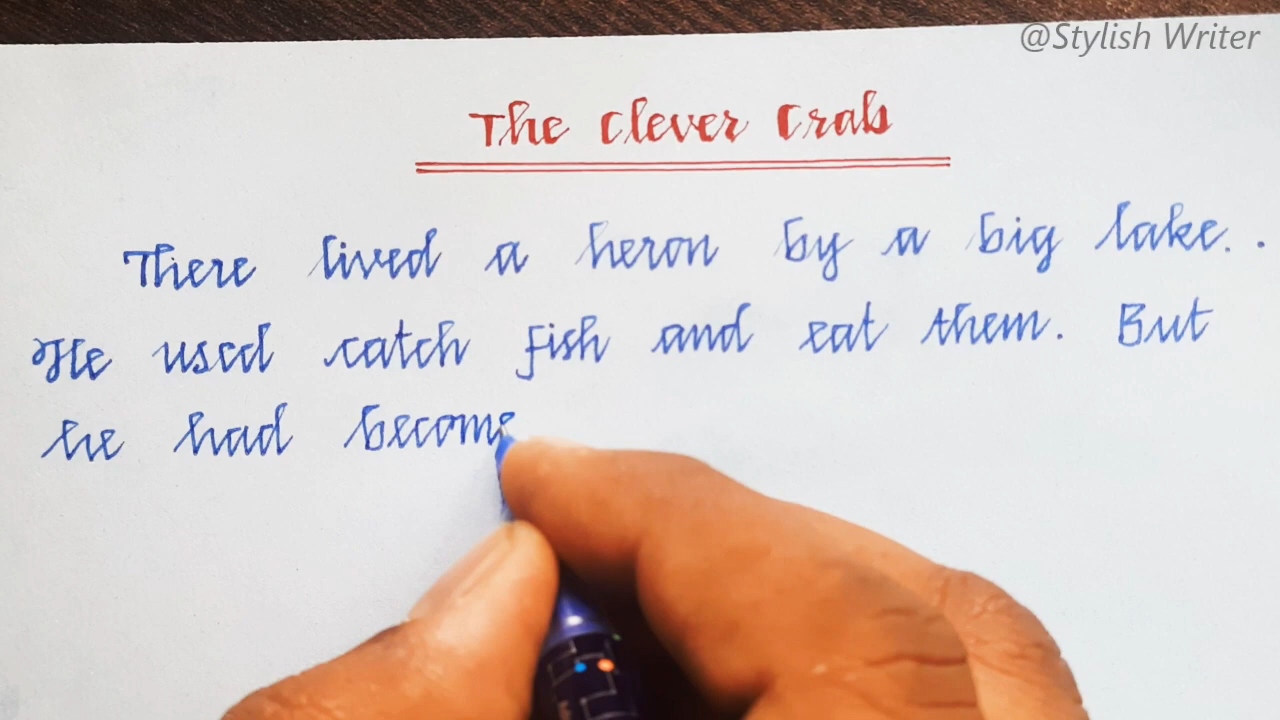 @Stylish Writer
The Clever Crab
There lived a heron by a big lake. .
He used catch fish and eat them. But
he had become